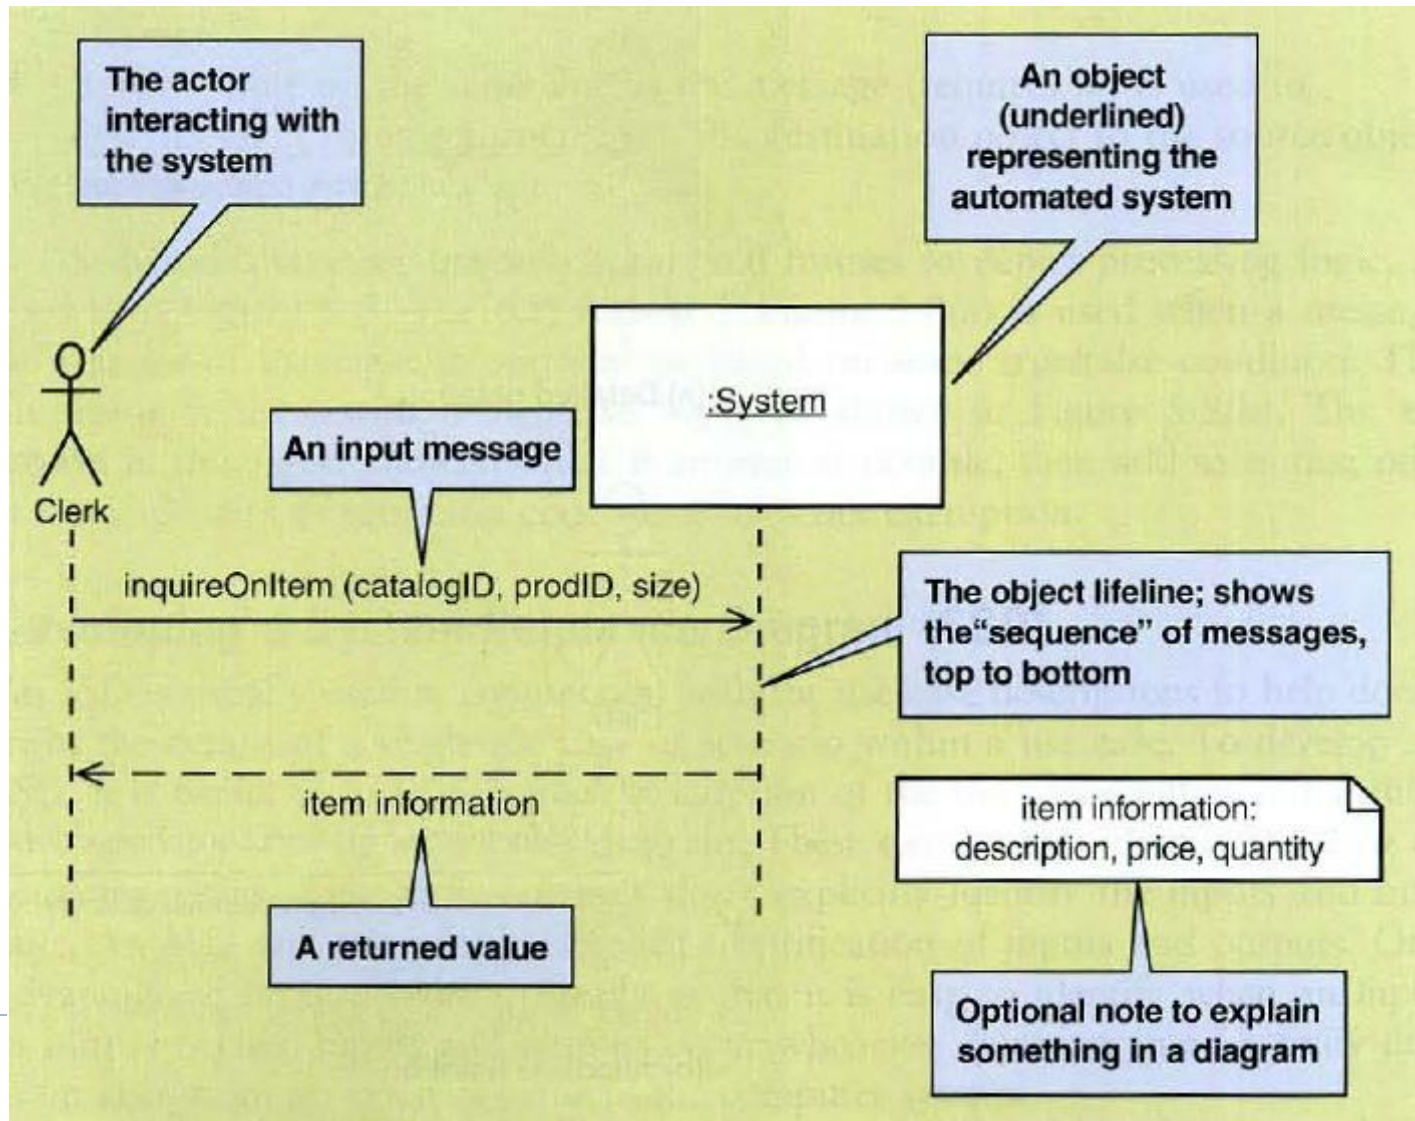 The actor
interacting with
the system
An object
(underlined)
representing the
automated system
:System
An input message
Clerk
inquireOnItem (catalogID, prodID, size)
The object lifeline; shows
the“sequence” of messages,
top to bottom
item information
item information:
description, price, quantity
A returned value
Optional note to explain
something in a diagram